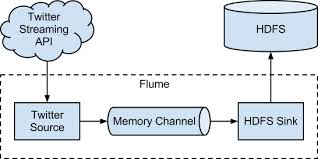 Twitter
Streaming
API
HDFS
Flume
Twitter
Source
Memory Channel
HDFS Sink